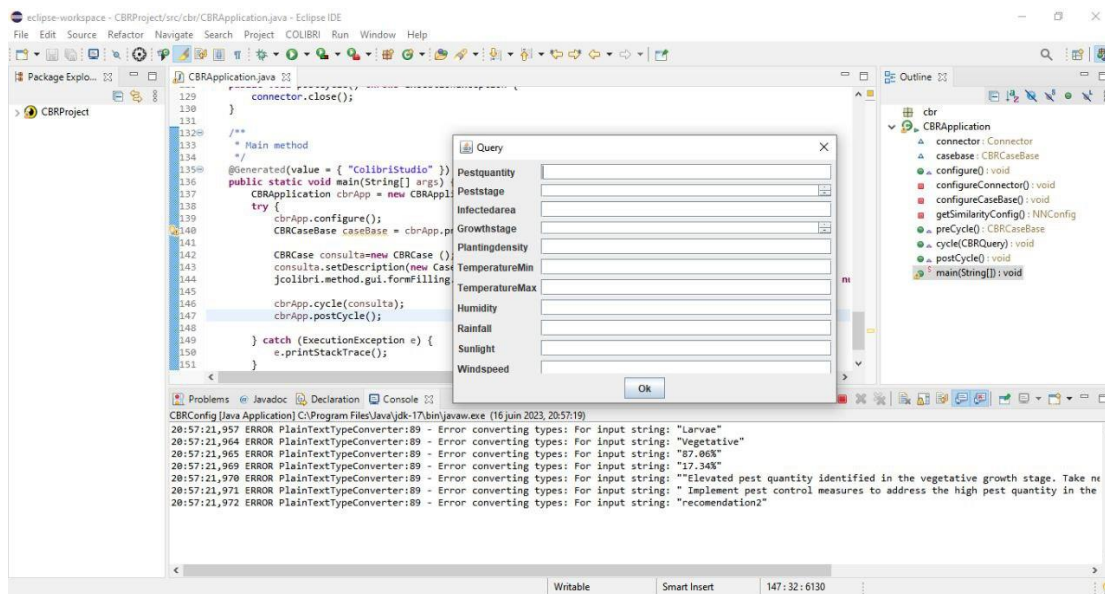 eclipse-workspace - CBRProject/src/cbr/CBRApplication.java - Eclipse IDE
File Edit Source Refactor Navigate Search Project COLIBRI Run Window Help
Package Explo...
CBRProject
CBRApplication.java
129 connector.close();
130 }
131
132 /**
133 * Main method
134 */
135 @Generated(value = { "ColibriStudio" })
136 public static void main(String[] args)
137 CBRApplication cbrApp = new CBRAppli
138 try {
139 cbrApp.configure();
140 CBRCaseBase caseBase = cbrApp.pr
141
142 CBRCase consulta=new CBRCase ();
143 consulta.setDescription(new Case
144 jcolibri.method.gui.formFilling.
145
146 cbrApp.cycle(consulta);
147 cbrApp.postCycle();
148
149 } catch (ExecutionException e) {
150 e.printStackTrace();
151 }
Query
Pestquantity
Peststage
Infectedarea
Growthstage
Plantingdensity
TemperatureMin
TemperatureMax
Humidity
Rainfall
Sunlight
Windspeed
Ok
Outline
cbr
CBRApplication
connector : Connector
casebase : CBRCaseBase
configure() : void
configureConnector() : void
configureCaseBase() : void
getSimilarityConfig() : NNConfig
preCycle() : CBRCaseBase
cycle(CBRQuery) : void
postCycle() : void
main(String[]) : void
Problems Javadoc Declaration Console
CBRConfig [Java Application] C:\Program Files\Java\jdk-17\bin\javaw.exe (16 juin 2023, 20:57:19)
20:57:21,957 ERROR PlainTextTypeConverter:89 - Error converting types: For input string: "Larvae"
20:57:21,964 ERROR PlainTextTypeConverter:89 - Error converting types: For input string: "Vegetative"
20:57:21,965 ERROR PlainTextTypeConverter:89 - Error converting types: For input string: "87.06%"
20:57:21,969 ERROR PlainTextTypeConverter:89 - Error converting types: For input string: "17.34%"
20:57:21,970 ERROR PlainTextTypeConverter:89 - Error converting types: For input string: ""Elevated pest quantity identified in the vegetative growth stage. Take ne
20:57:21,971 ERROR PlainTextTypeConverter:89 - Error converting types: For input string: " Implement pest control measures to address the high pest quantity in the
20:57:21,972 ERROR PlainTextTypeConverter:89 - Error converting types: For input string: "recomendation2"
Writable Smart Insert 147 : 32 : 6130